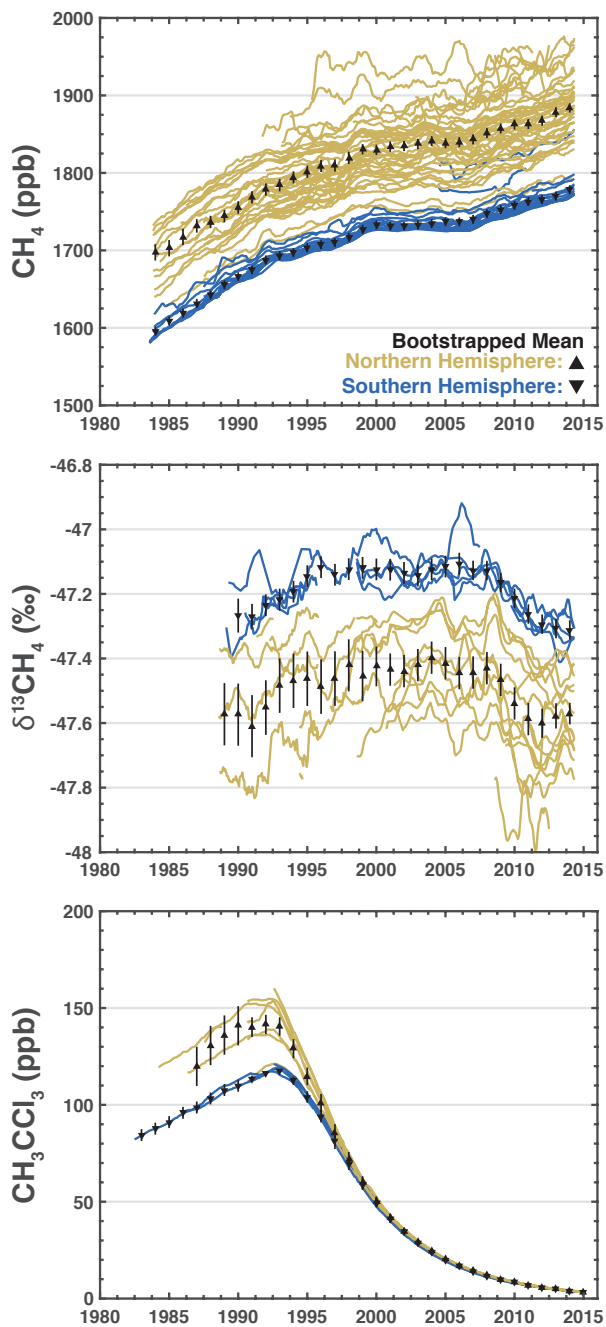 CH₄ (ppb)
2000
1900
1800
1700
1600
1500
Bootstrapped Mean
Northern Hemisphere: ▲
Southern Hemisphere: ▼
1980 1985 1990 1995 2000 2005 2010 2015
δ¹³CH₄ (‰)
-46.8
-47
-47.2
-47.4
-47.6
-47.8
-48
1980 1985 1990 1995 2000 2005 2010 2015
CH₃CCl₃ (ppb)
200
150
100
50
0
1980 1985 1990 1995 2000 2005 2010 2015